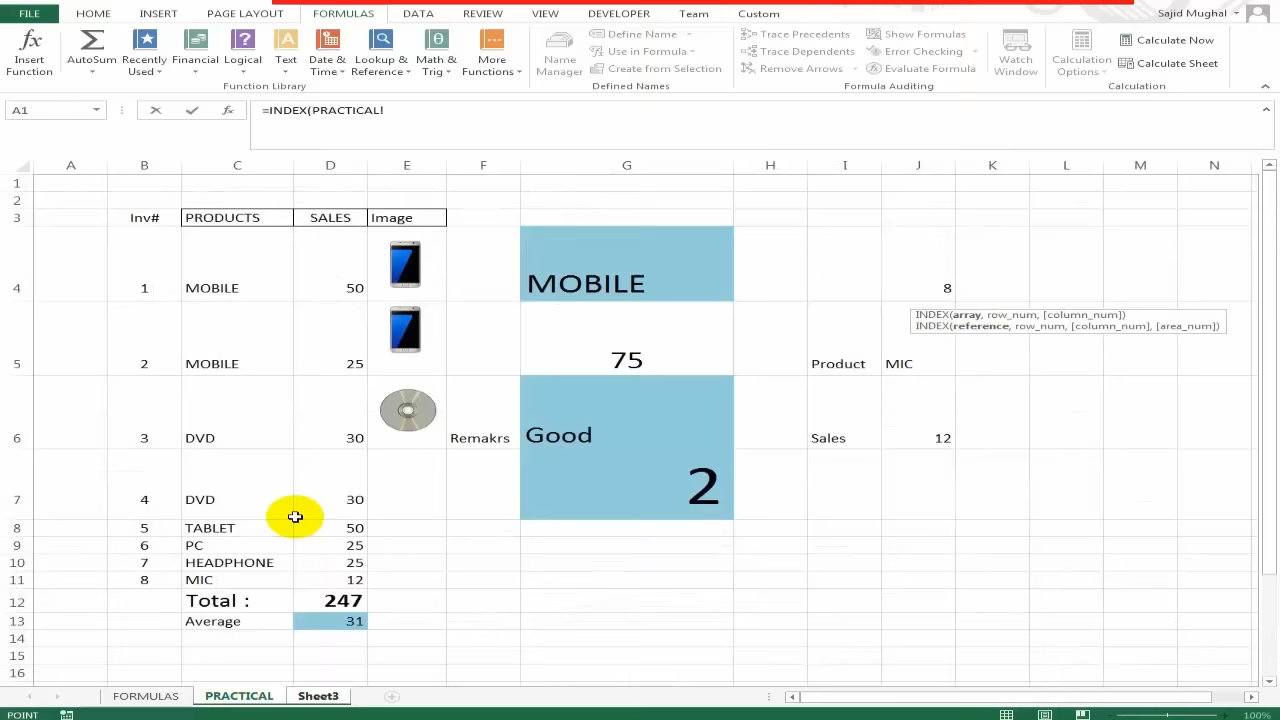 FILE HOME INSERT PAGE LAYOUT FORMULAS DATA REVIEW VIEW DEVELOPER Team Custom Sajid Mughal
fx Σ ? A θ
Insert Function AutoSum Recently Used Financial Logical Text Date & Time Lookup & Reference Math & Trig More Functions
Function Library
Name Manager Define Name Use in Formula Create from Selection
Defined Names
Trace Precedents Show Formulas
Trace Dependents Error Checking
Remove Arrows Evaluate Formula
Formula Auditing
Watch Window
Calculation Options Calculate Now
Calculate Sheet
Calculation
A1 fx =INDEX(PRACTICAL!
A B C D E F G H I J K L M N
1
2
3 Inv# PRODUCTS SALES Image
4 1 MOBILE 50 MOBILE 8
INDEX(array, row_num, [column_num])
INDEX(reference, row_num, [column_num], [area_num])
5 2 MOBILE 25 75 Product MIC
6 3 DVD 30 Remakrs Good Sales 12
7 4 DVD 30 2
8 5 TABLET 50
9 6 PC 25
10 7 HEADPHONE 25
11 8 MIC 12
12 Total : 247
13 Average 31
14
15
16
FORMULAS PRACTICAL Sheet3
POINT 100%